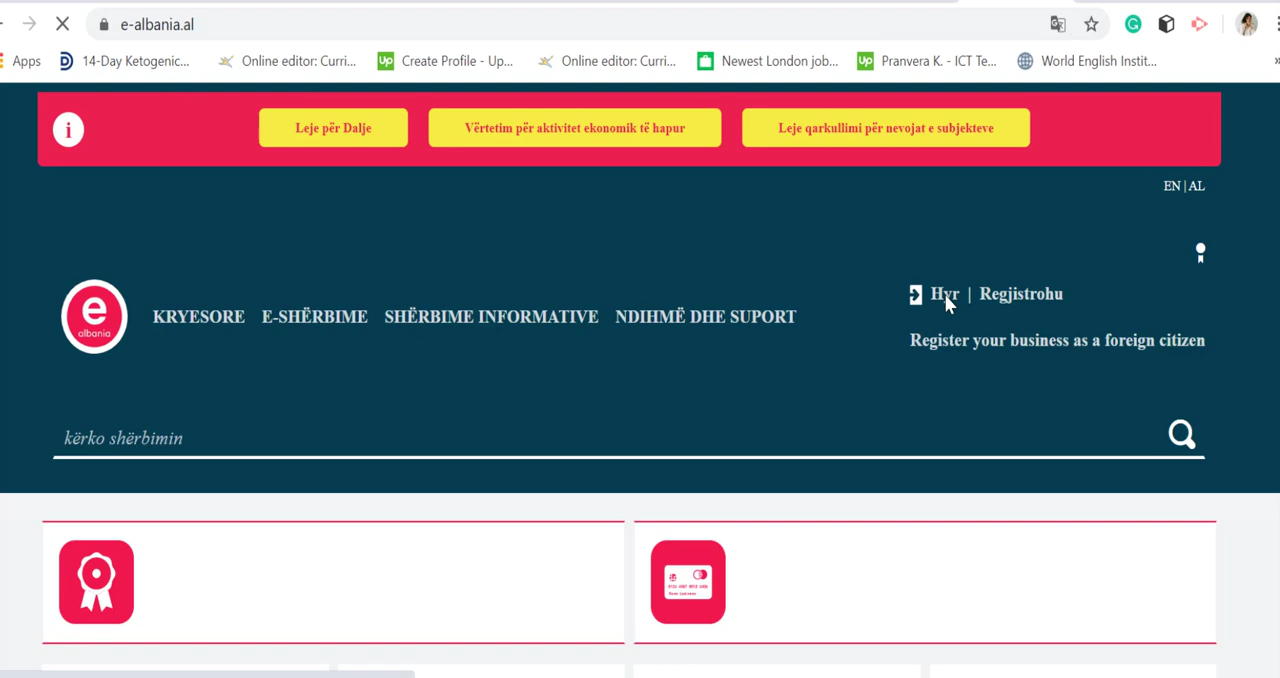 e-albania.al
Apps 14-Day Ketogenic... Online editor: Curri... Create Profile - Up... Online editor: Curri... Newest London job... Pranvera K. - ICT Te... World English Instit... »
i Leje për Dalje Vërtetim për aktivitet ekonomik të hapur Leje qarkullimi për nevojat e subjekteve
EN | AL
Hyr | Regjistrohu
e albania KRYESORE E-SHËRBIME SHËRBIME INFORMATIVE NDIHMË DHE SUPORT
Register your business as a foreign citizen
kërko shërbimin